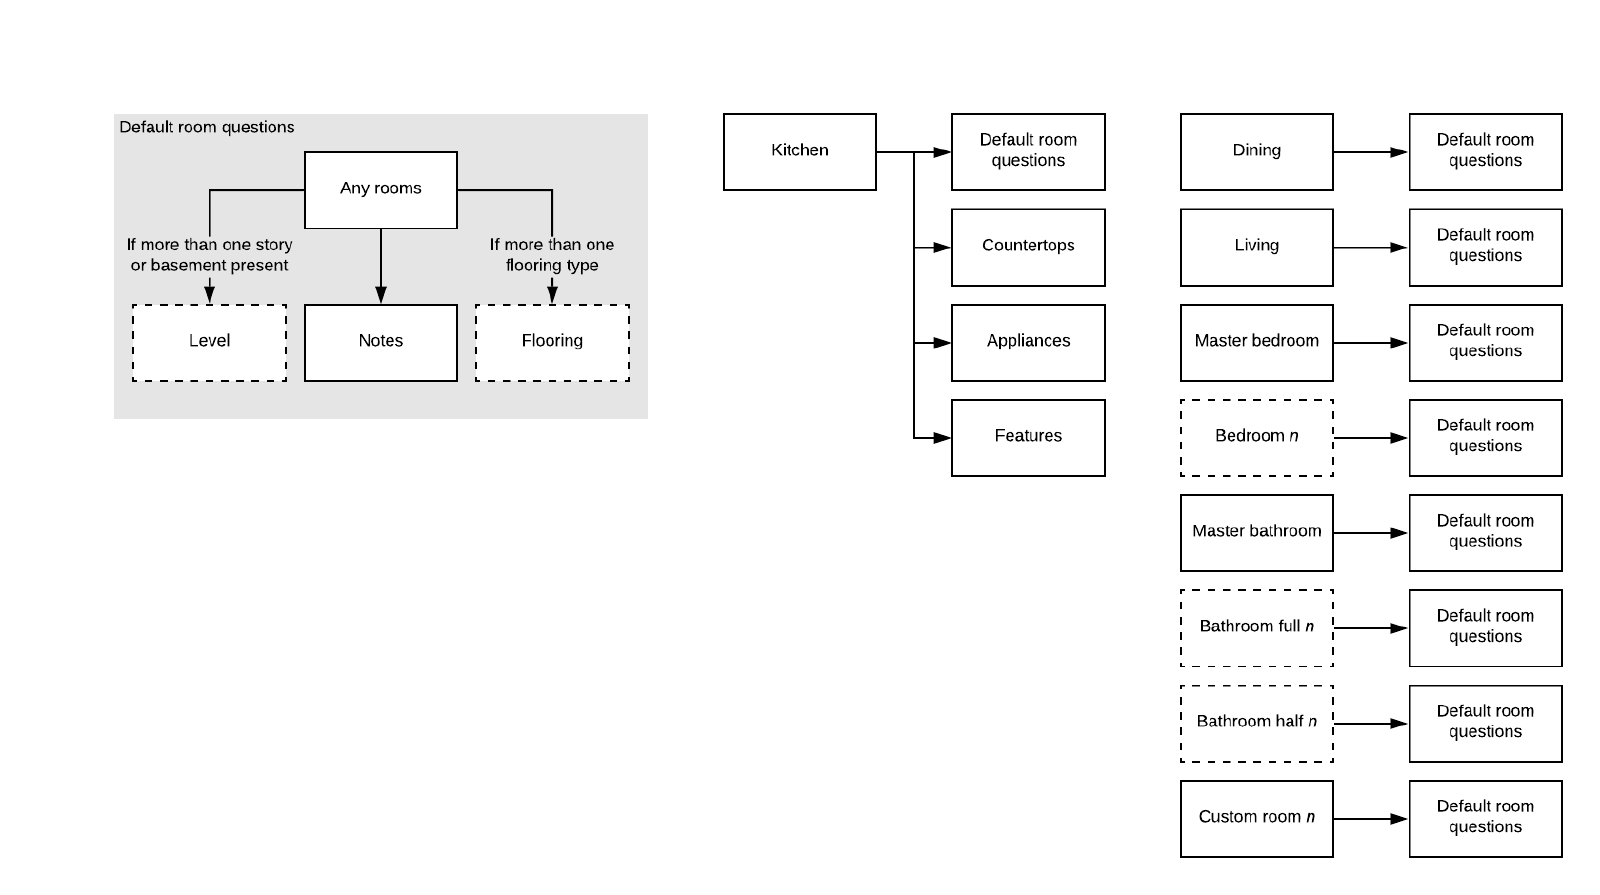 Default room questions
Any rooms
If more than one story
or basement present
If more than one
flooring type
Level
Notes
Flooring
Kitchen
Default room
questions
Countertops
Appliances
Features
Dining
Default room
questions
Living
Default room
questions
Master bedroom
Default room
questions
Bedroom n
Default room
questions
Master bathroom
Default room
questions
Bathroom full n
Default room
questions
Bathroom half n
Default room
questions
Custom room n
Default room
questions